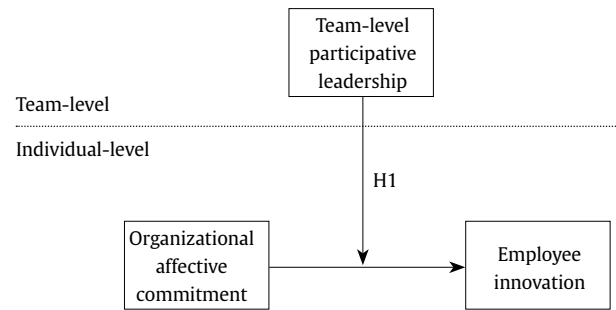 Team-level
participative
leadership
Team-level
Individual-level
H1
Organizational
affective
commitment
Employee
innovation